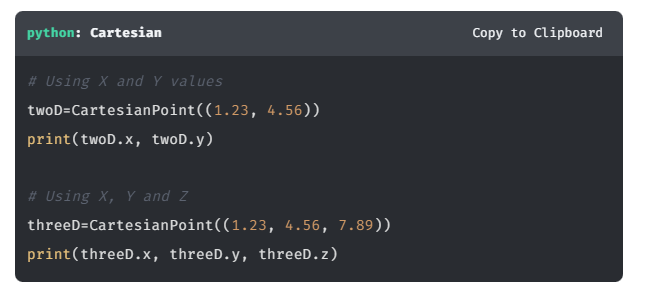 python: Cartesian Copy to Clipboard
# Using X and Y values
twoD=CartesianPoint((1.23, 4.56))
print(twoD.x, twoD.y)
# Using X, Y and Z
threeD=CartesianPoint((1.23, 4.56, 7.89))
print(threeD.x, threeD.y, threeD.z)